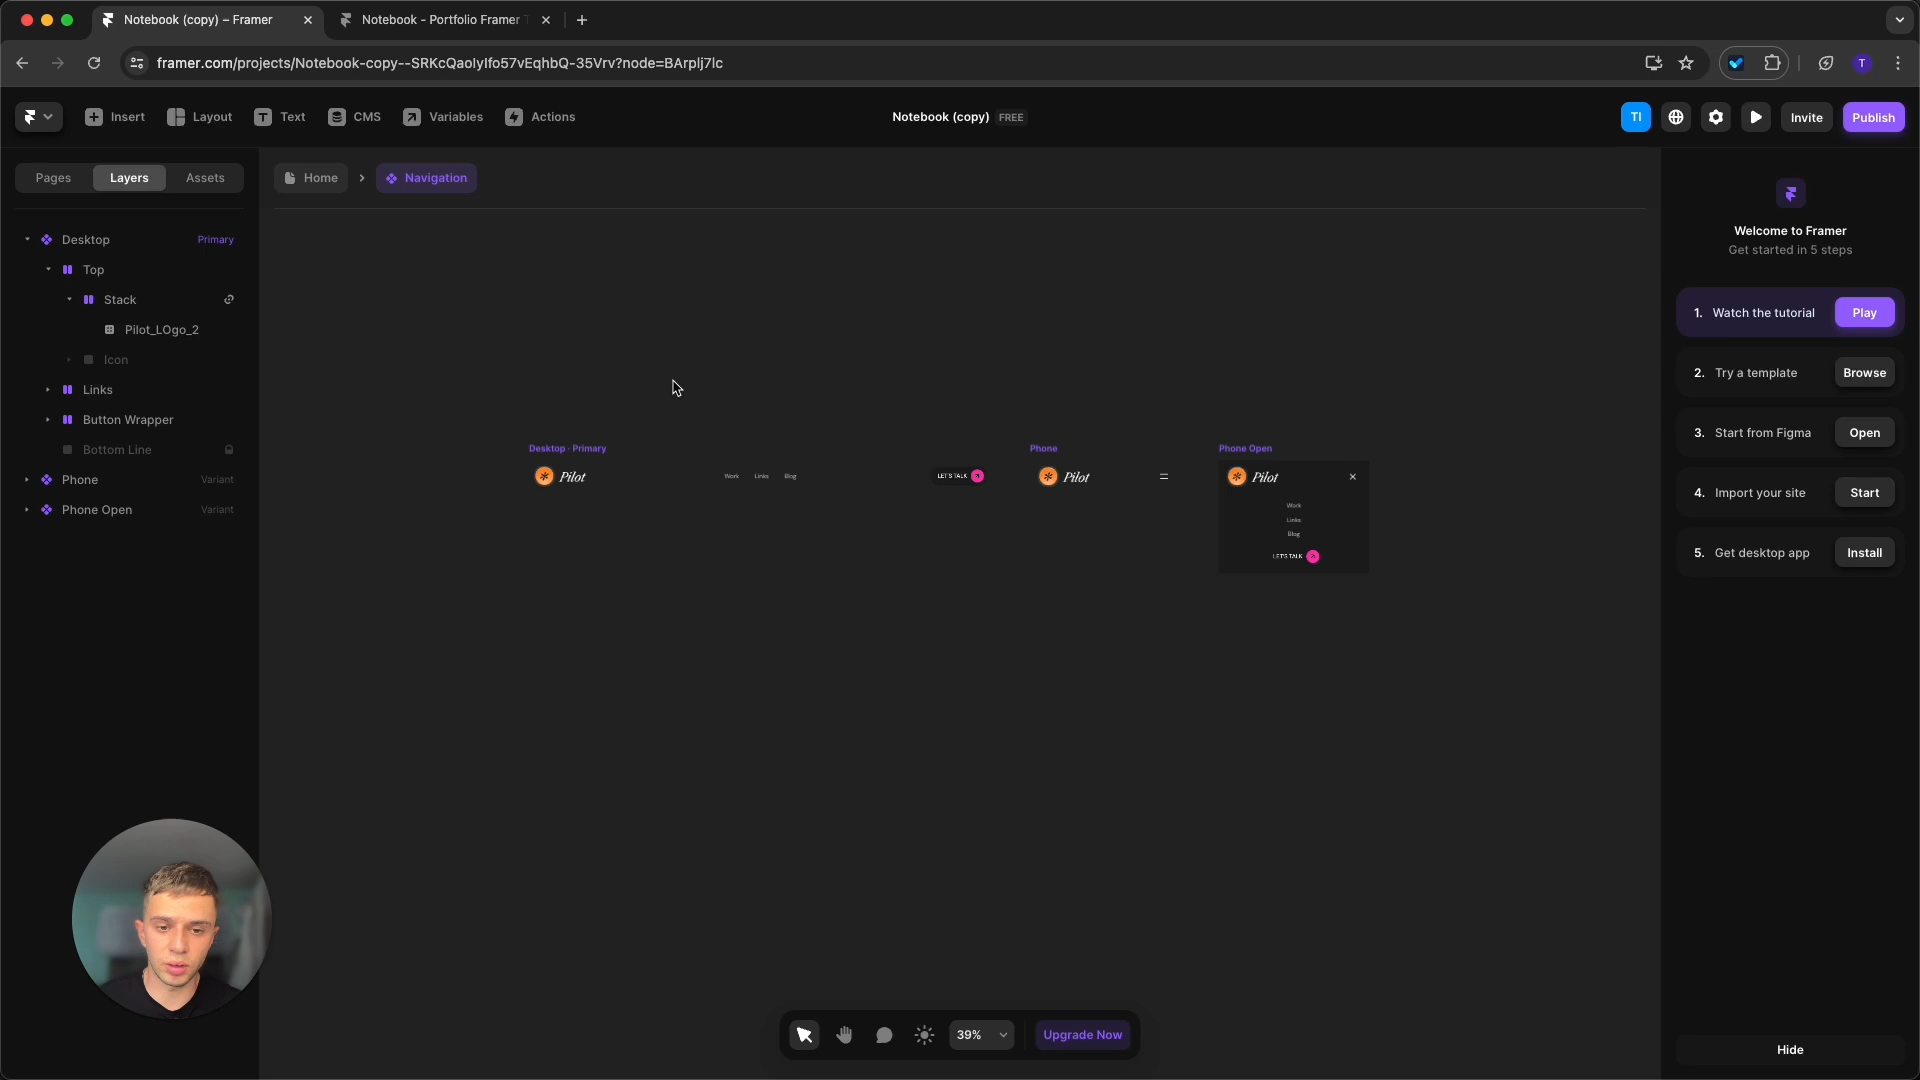 Notebook (copy) – Framer
Notebook - Portfolio Framer
framer.com/projects/Notebook-copy--SRKcQaolyIfo57vEqhbQ-35Vrv?node=BArpIj7Ic
T
Insert
Layout
Text
CMS
Variables
Actions
Notebook (copy) FREE
TI
Invite
Publish
Pages
Layers
Assets
Home
Navigation
Desktop Primary
Top
Stack
Pilot_LOgo_2
Icon
Links
Button Wrapper
Bottom Line
Phone Variant
Phone Open Variant
Desktop · Primary
Pilot
Work
Links
Blog
LET'S TALK
Phone
Pilot
Phone Open
Pilot
Work
Links
Blog
LET'S TALK
Welcome to Framer
Get started in 5 steps
1. Watch the tutorial Play
2. Try a template Browse
3. Start from Figma Open
4. Import your site Start
5. Get desktop app Install
39%
Upgrade Now
Hide